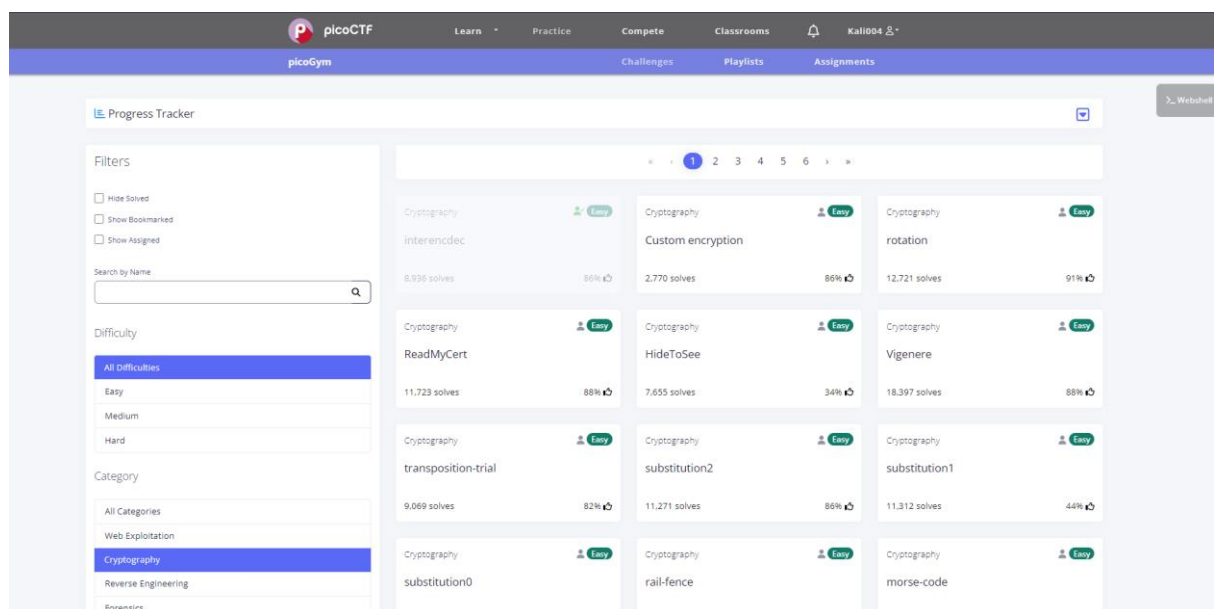 picoCTF Learn Practice Compete Classrooms Kali004
picoGym Challenges Playlists Assignments
>_ Webshell
Progress Tracker
Filters
Hide Solved
Show Bookmarked
Show Assigned
Search by Name
Difficulty
All Difficulties
Easy
Medium
Hard
Category
All Categories
Web Exploitation
Cryptography
Reverse Engineering
Forensics
« ‹ 1 2 3 4 5 6 › »
Cryptography Easy
interencdec
8,936 solves 86%
Cryptography Easy
Custom encryption
2,770 solves 86%
Cryptography Easy
rotation
12,721 solves 91%
Cryptography Easy
ReadMyCert
11,723 solves 88%
Cryptography Easy
HideToSee
7,655 solves 34%
Cryptography Easy
Vigenere
18,397 solves 88%
Cryptography Easy
transposition-trial
9,069 solves 82%
Cryptography Easy
substitution2
11,271 solves 86%
Cryptography Easy
substitution1
11,312 solves 44%
Cryptography Easy
substitution0
Cryptography Easy
rail-fence
Cryptography Easy
morse-code